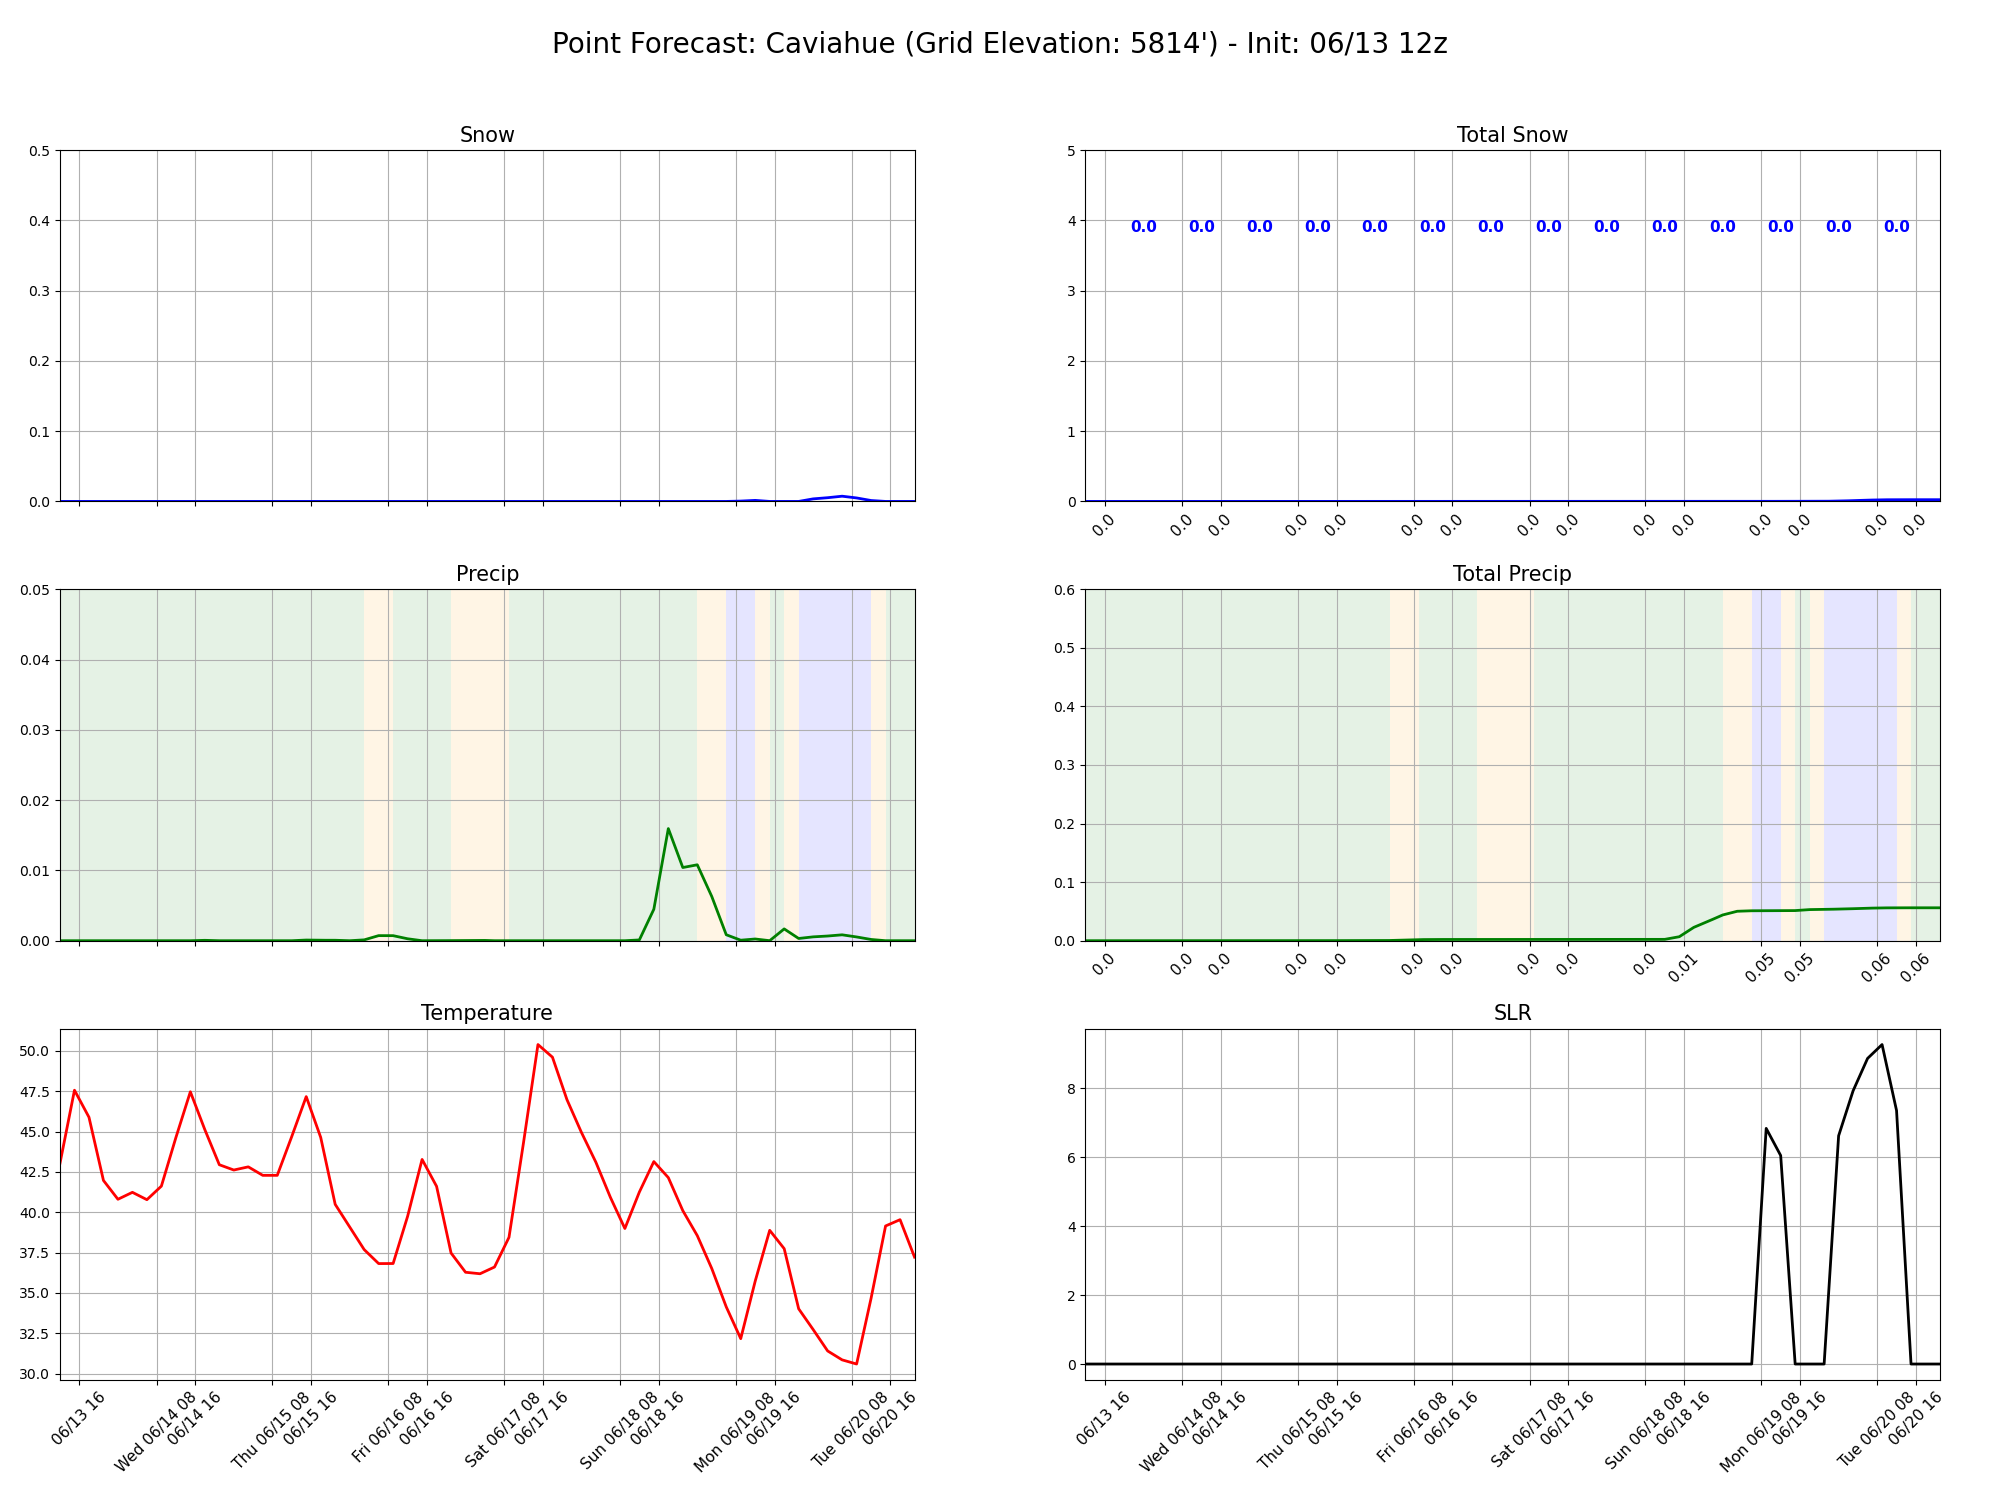 Point Forecast: Caviahue (Grid Elevation: 5814') - Init: 06/13 12z
Snow
0.5
0.4
0.3
0.2
0.1
0.0
Total Snow
5
4
3
2
1
0
0.0 0.0 0.0 0.0 0.0 0.0 0.0 0.0 0.0 0.0 0.0 0.0 0.0 0.0
0.0 0.0 0.0 0.0 0.0 0.0 0.0 0.0 0.0 0.0 0.0 0.0 0.0 0.0 0.0
Precip
0.05
0.04
0.03
0.02
0.01
0.00
Total Precip
0.6
0.5
0.4
0.3
0.2
0.1
0.0
0.0 0.0 0.0 0.0 0.0 0.0 0.0 0.0 0.0 0.0 0.01 0.05 0.05 0.06 0.06
Temperature
50.0
47.5
45.0
42.5
40.0
37.5
35.0
32.5
30.0
06/13 16
Wed 06/14 08
06/14 16
Thu 06/15 08
06/15 16
Fri 06/16 08
06/16 16
Sat 06/17 08
06/17 16
Sun 06/18 08
06/18 16
Mon 06/19 08
06/19 16
Tue 06/20 08
06/20 16
SLR
8
6
4
2
0
06/13 16
Wed 06/14 08
06/14 16
Thu 06/15 08
06/15 16
Fri 06/16 08
06/16 16
Sat 06/17 08
06/17 16
Sun 06/18 08
06/18 16
Mon 06/19 08
06/19 16
Tue 06/20 08
06/20 16